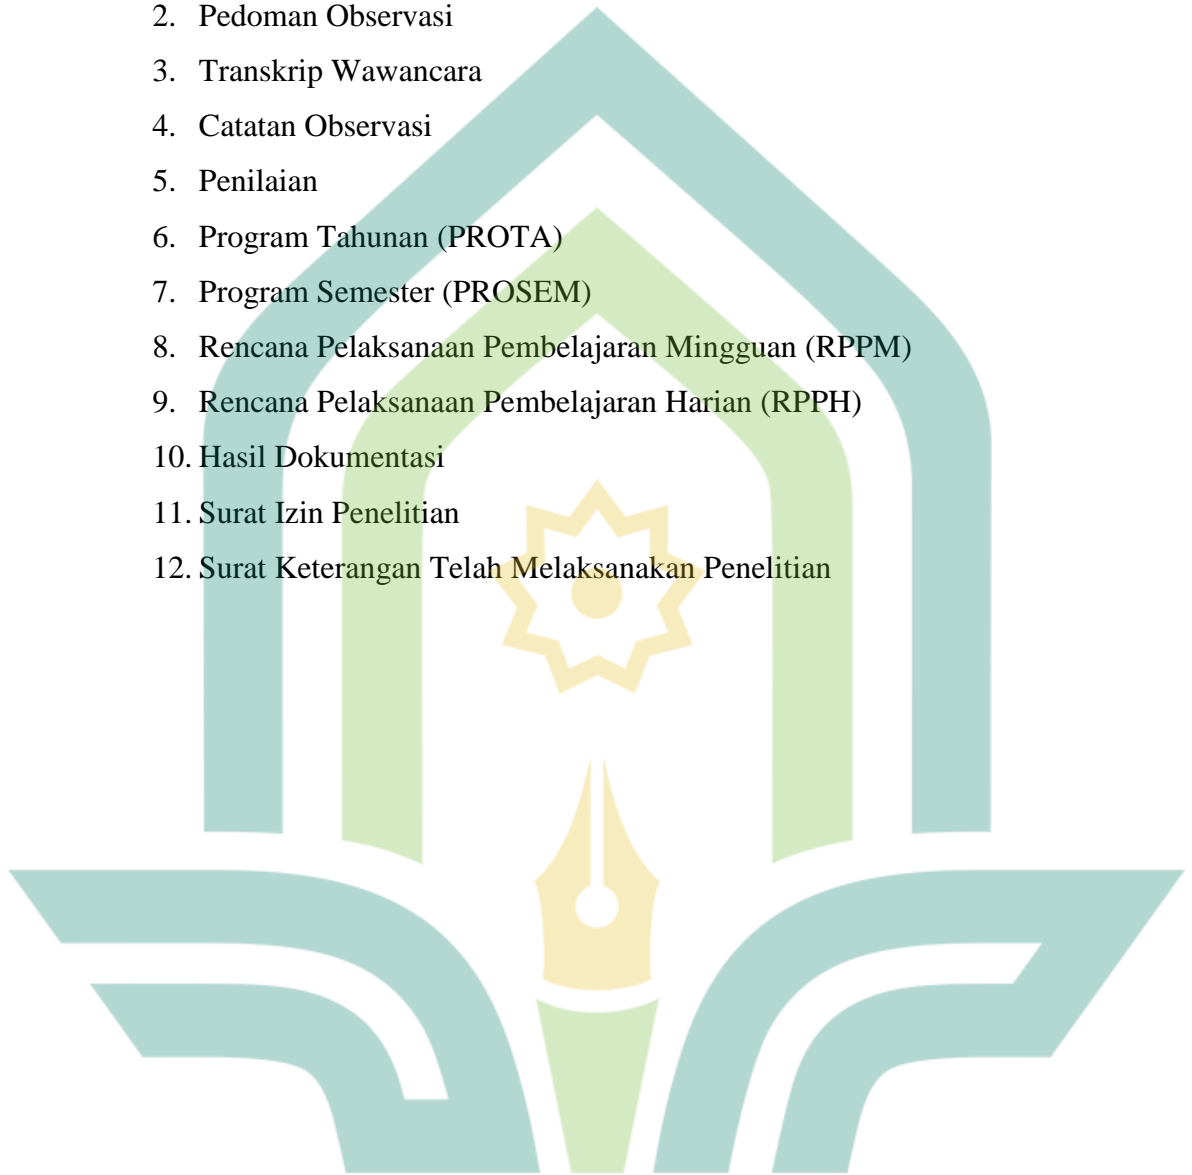 2. Pedoman Observasi
3. Transkrip Wawancara
4. Catatan Observasi
5. Penilaian
6. Program Tahunan (PROTA)
7. Program Semester (PROSEM)
8. Rencana Pelaksanaan Pembelajaran Mingguan (RPPM)
9. Rencana Pelaksanaan Pembelajaran Harian (RPPH)
10. Hasil Dokumentasi
11. Surat Izin Penelitian
12. Surat Keterangan Telah Melaksanakan Penelitian